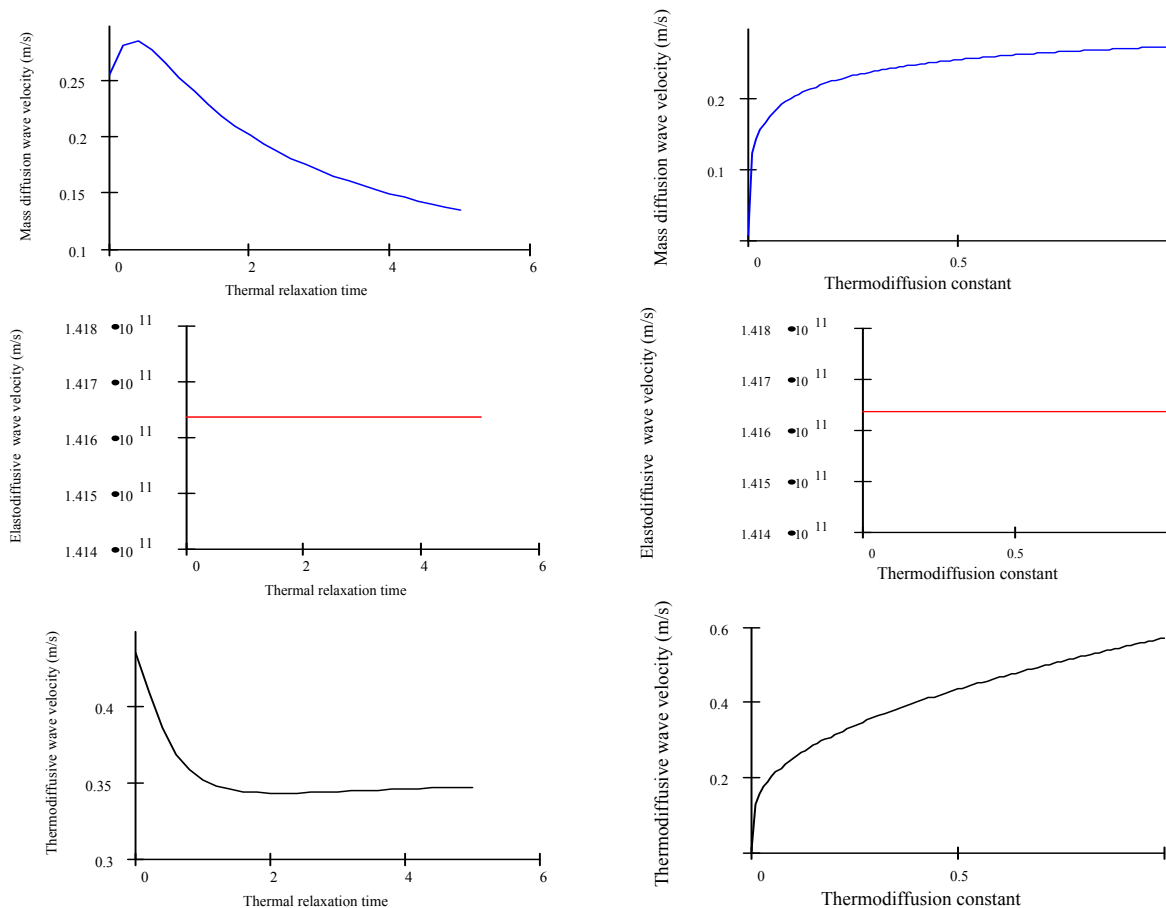 Mass diffusion wave velocity (m/s)
0.25
0.2
0.15
0.1
0
2
4
6
Thermal relaxation time
Mass diffusion wave velocity (m/s)
0.2
0.1
0
0.5
Thermodiffusion constant
Elastodiffusive wave velocity (m/s)
1.418 •10 11
1.417 •10 11
1.416 •10 11
1.415 •10 11
1.414 •10 11
0
2
4
6
Thermal relaxation time
Elastodiffusive wave velocity (m/s)
1.418 •10 11
1.417 •10 11
1.416 •10 11
1.415 •10 11
1.414 •10 11
0
0.5
Thermodiffusion constant
Thermodiffusive wave velocity (m/s)
0.4
0.35
0.3
0
2
4
6
Thermal relaxation time
Thermodiffusive wave velocity (m/s)
0.6
0.4
0.2
0
0.5
Thermodiffusion constant